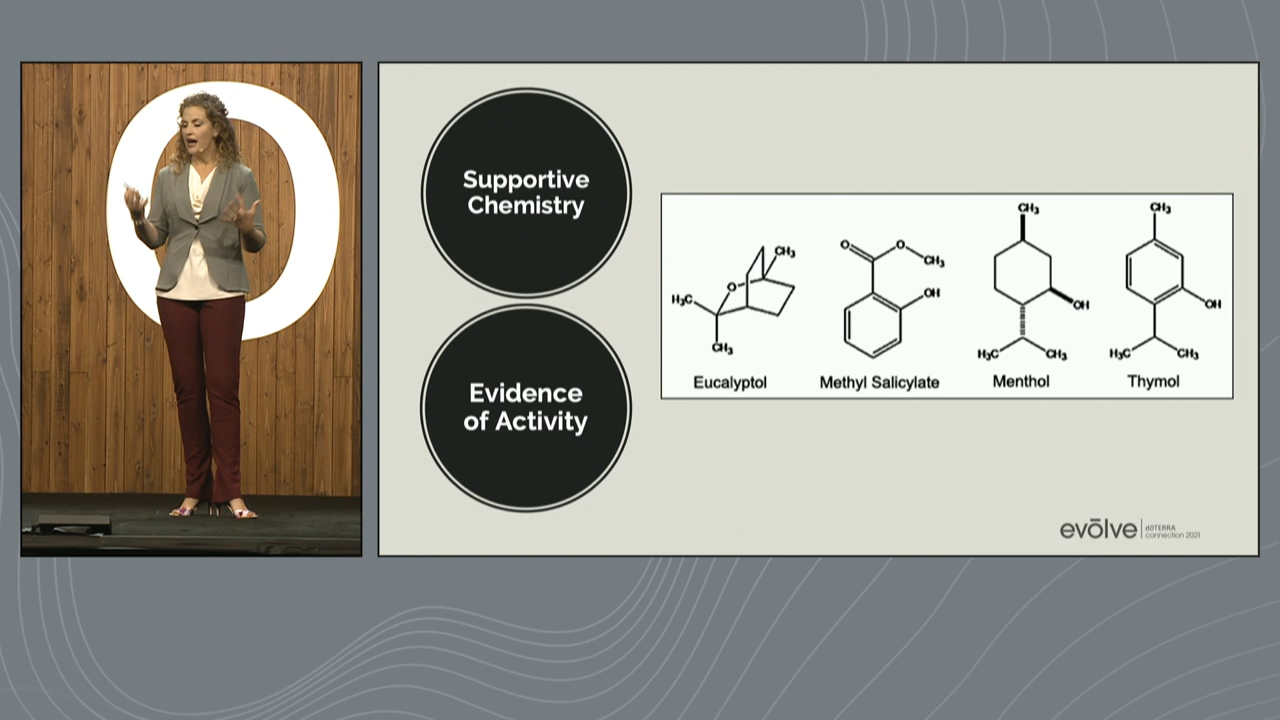 Supportive
Chemistry
Evidence
of Activity
CH3
O
H3C
CH3
Eucalyptol
O
O
CH3
OH
Methyl Salicylate
CH3
OH
H3C
CH3
Menthol
CH3
OH
H3C
CH3
Thymol
evōlve
dōTERRA
connection 2021